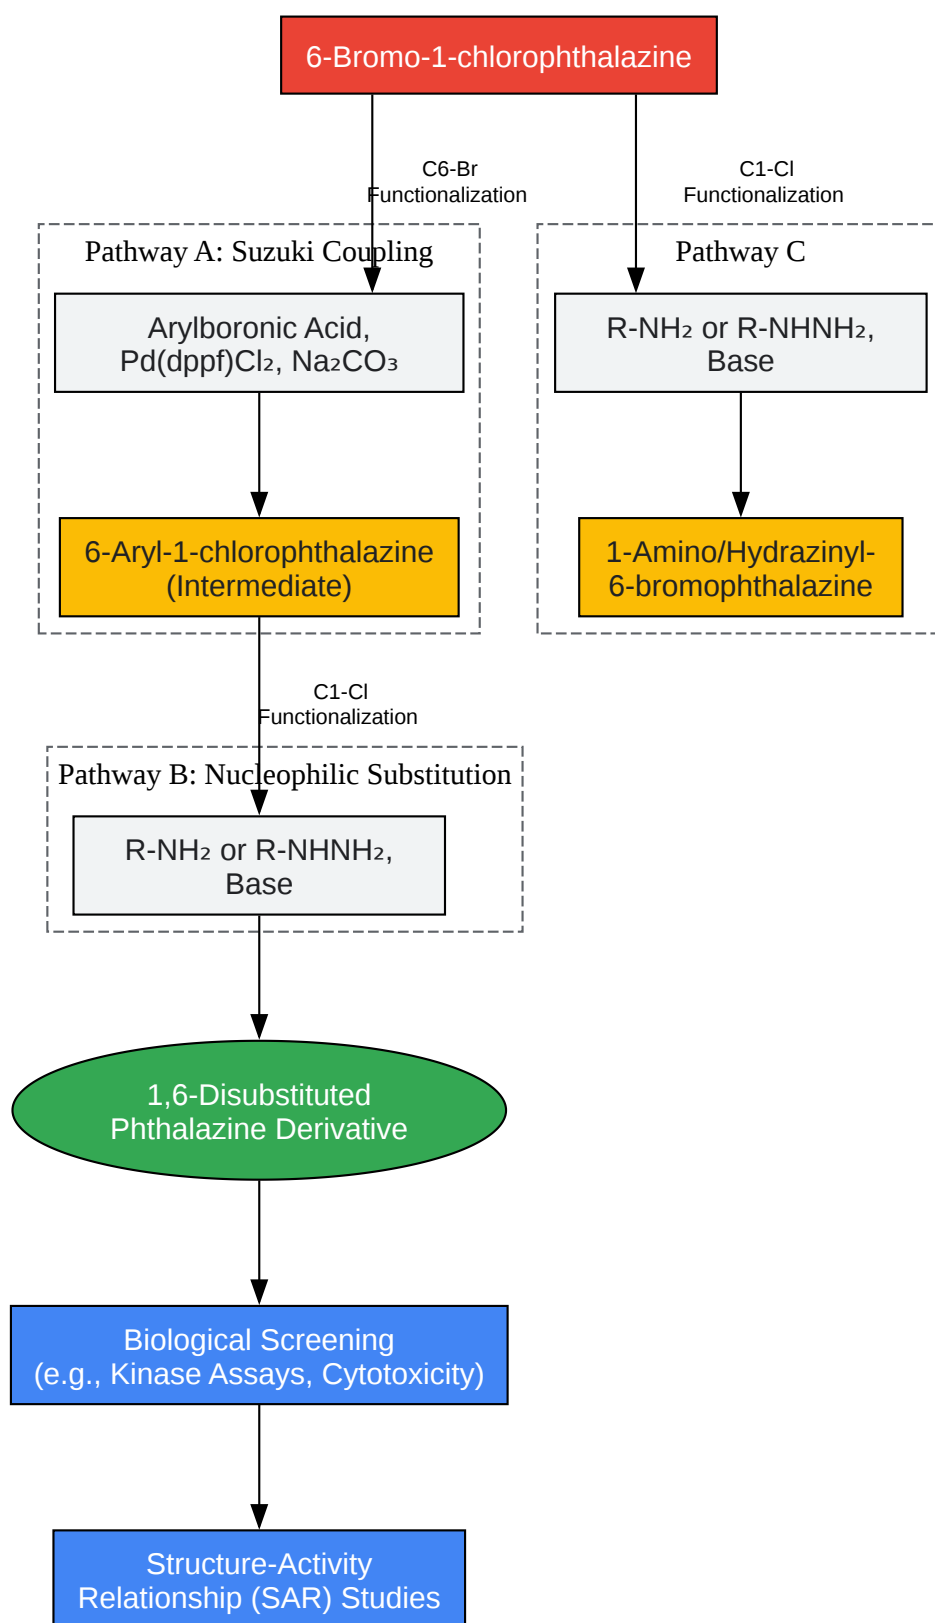 6-Bromo-1-chlorophthalazine
C6-Br
Functionalization
C1-Cl
Functionalization
Pathway A: Suzuki Coupling
Arylboronic Acid,
Pd(dppf)Cl₂, Na₂CO₃
6-Aryl-1-chlorophthalazine
(Intermediate)
Pathway C
R-NH₂ or R-NHNH₂,
Base
1-Amino/Hydrazinyl-
6-bromophthalazine
C1-Cl
Functionalization
Pathway B: Nucleophilic Substitution
R-NH₂ or R-NHNH₂,
Base
1,6-Disubstituted
Phthalazine Derivative
Biological Screening
(e.g., Kinase Assays, Cytotoxicity)
Structure-Activity
Relationship (SAR) Studies